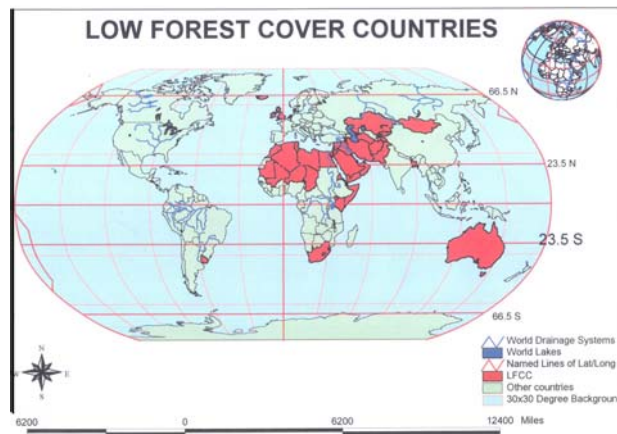 LOW FOREST COVER COUNTRIES
66.5 N
23.5 N
23.5 S
66.5 S
N
W E
S
World Drainage Systems
World Lakes
Named Lines of Lat/Long
LFCC
Other countries
30x30 Degree Background
6200 0 6200 12400 Miles